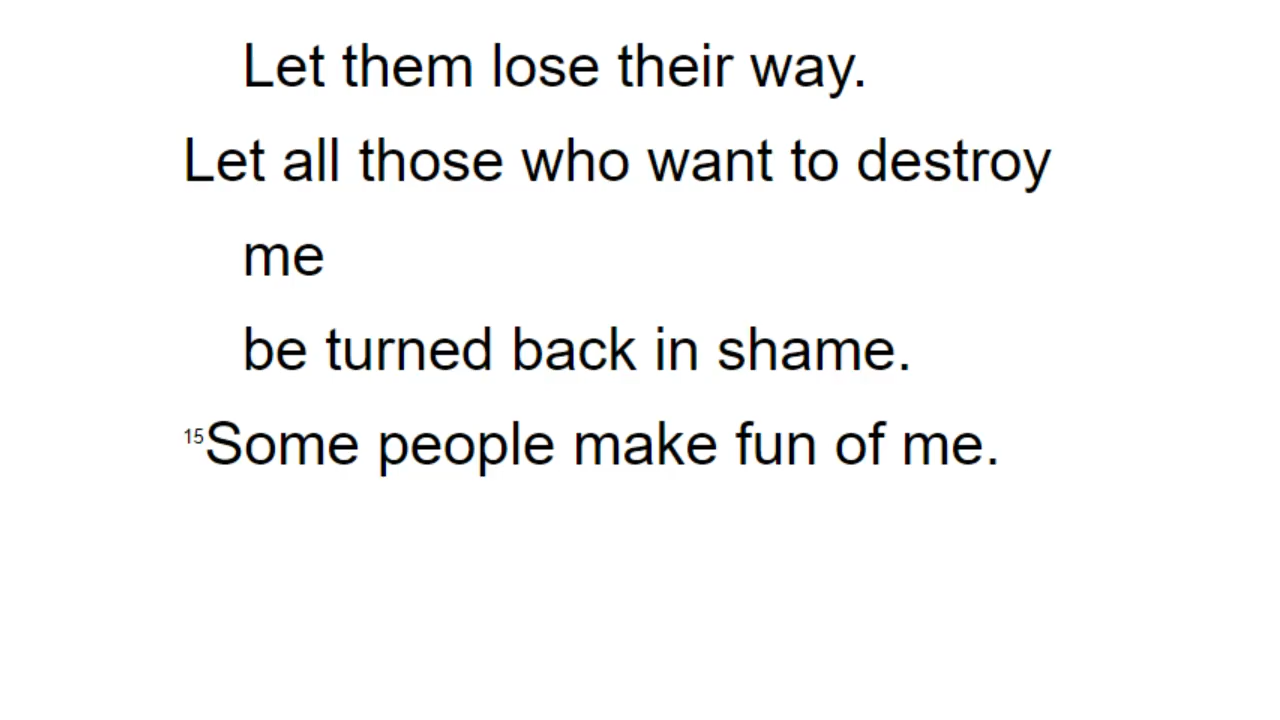 Let them lose their way.
Let all those who want to destroy
me
be turned back in shame.
15Some people make fun of me.